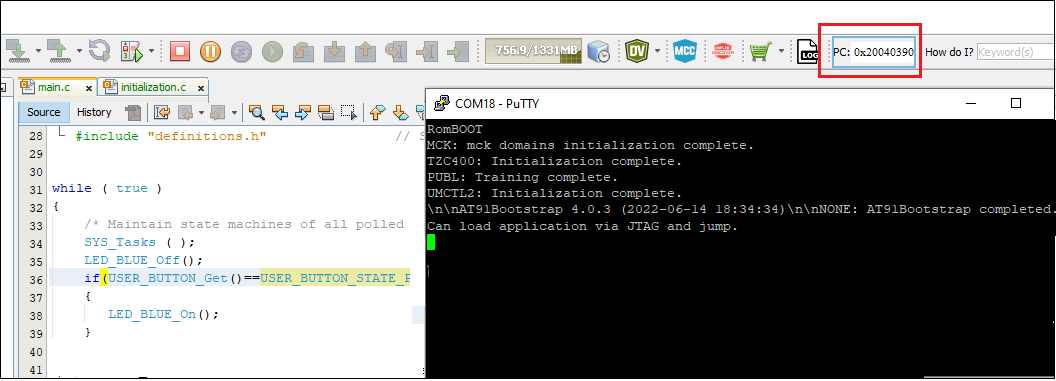 756.9/1331MB
DV
MCC
MPLAB
DISCOVER
LOG
PC: 0x20040390
How do I?
Keyword(s)
main.c
initialization.c
Source
History
COM18 - PuTTY
28 #include "definitions.h" // S
29
30
31 while ( true )
32 {
33 /* Maintain state machines of all polled
34 SYS_Tasks ( );
35 LED_BLUE_Off();
36 if(USER_BUTTON_Get()==USER_BUTTON_STATE_P
37 {
38 LED_BLUE_On();
39 }
40
41
RomBOOT
MCK: mck domains initialization complete.
TZC400: Initialization complete.
PUBL: Training complete.
UMCTL2: Initialization complete.
\n\nAT91Bootstrap 4.0.3 (2022-06-14 18:34:34)\n\nNONE: AT91Bootstrap completed.
Can load application via JTAG and jump.